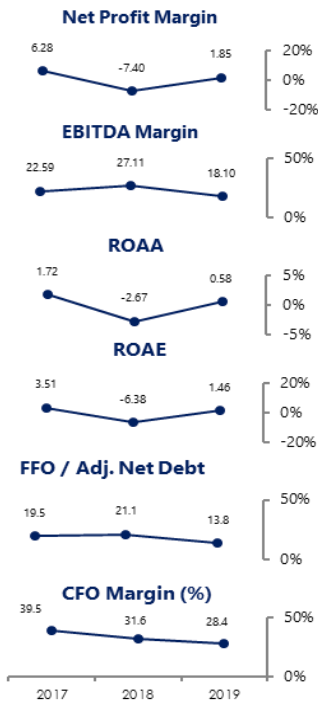 Net Profit Margin
6.28 -7.40 1.85 20%
0%
-20%
EBITDA Margin
22.59 27.11 18.10 50%
0%
ROAA
1.72 -2.67 0.58 5%
0%
-5%
ROAE
3.51 -6.38 1.46 20%
0%
-20%
FFO / Adj. Net Debt
19.5 21.1 13.8 50%
0%
CFO Margin (%)
39.5 31.6 28.4 50%
0%
2017 2018 2019